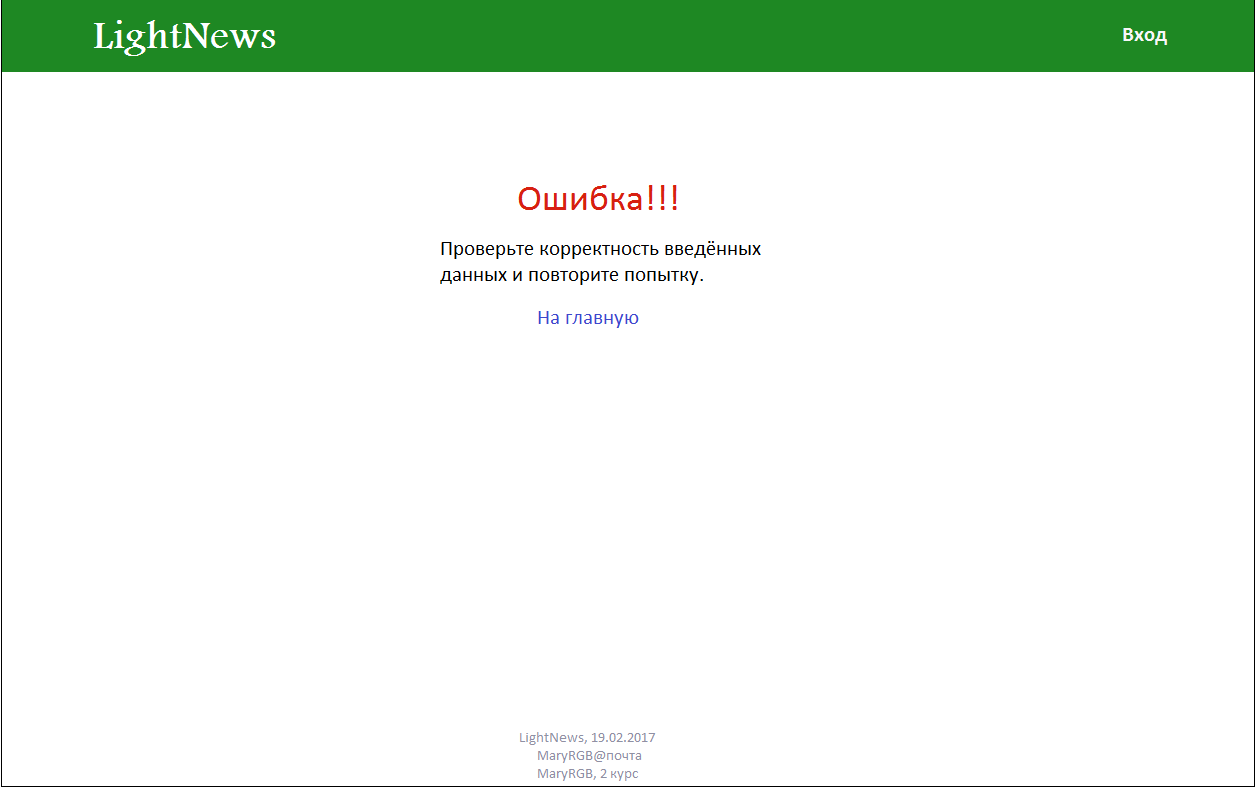 LightNews
Вход
Ошибка!!!
Проверьте корректность введённых
данных и повторите попытку.
На главную
LightNews, 19.02.2017
MaryRGB@почта
MaryRGB, 2 курс